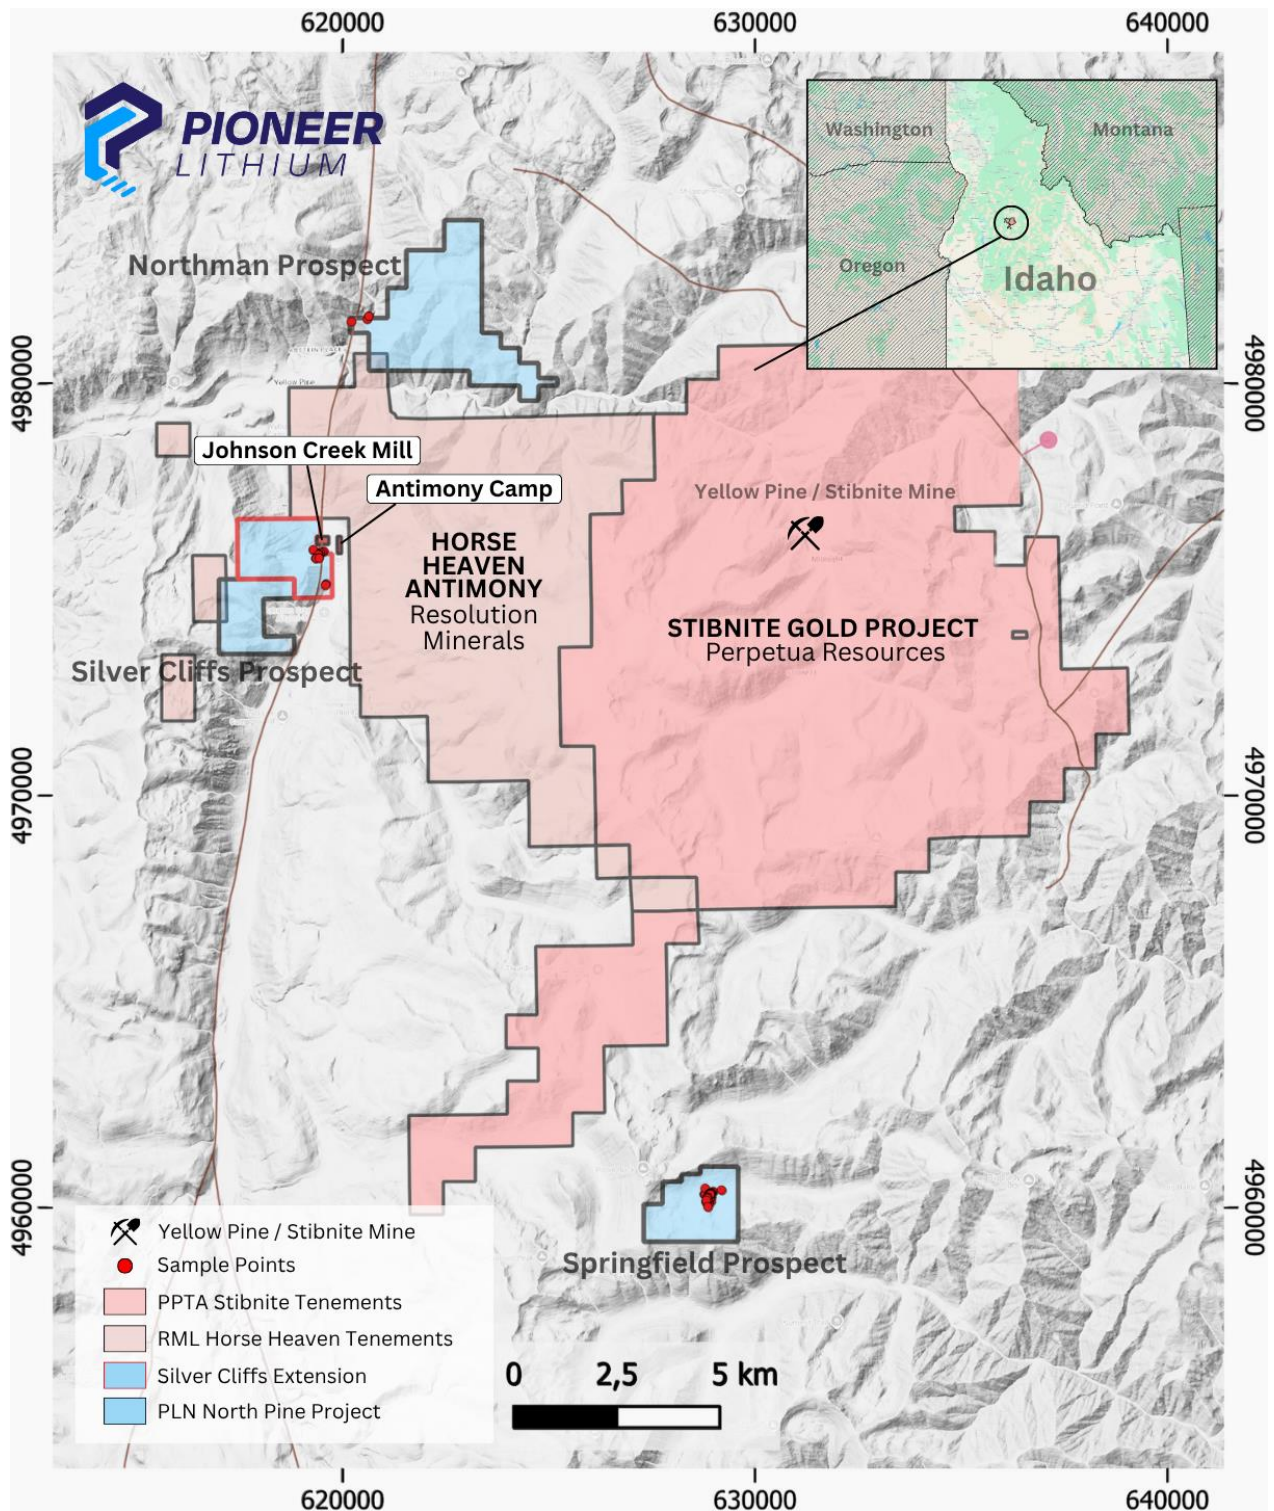 620000
630000
640000
PIONEER
LITHIUM
Washington
Montana
Oregon
Idaho
Northman Prospect
4980000
4980000
Yellow Pine
Johnson Creek Mill
Antimony Camp
Yellow Pine / Stibnite Mine
HORSE
HEAVEN
ANTIMONY
Resolution
Minerals
STIBNITE GOLD PROJECT
Perpetua Resources
Silver Cliffs Prospect
4970000
4970000
4960000
4960000
Springfield Prospect
Yellow Pine / Stibnite Mine
Sample Points
PPTA Stibnite Tenements
RML Horse Heaven Tenements
Silver Cliffs Extension
PLN North Pine Project
0 2,5 5 km
620000
630000
640000